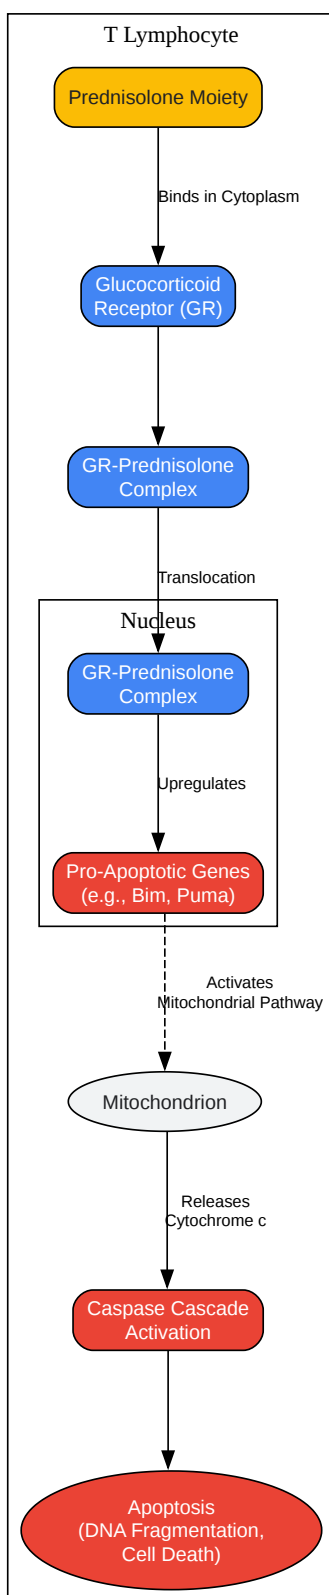 T Lymphocyte
Prednisolone Moiety
Binds in Cytoplasm
Glucocorticoid
Receptor (GR)
GR-Prednisolone
Complex
Translocation
Nucleus
GR-Prednisolone
Complex
Upregulates
Pro-Apoptotic Genes
(e.g., Bim, Puma)
Activates
Mitochondrial Pathway
Mitochondrion
Releases
Cytochrome c
Caspase Cascade
Activation
Apoptosis
(DNA Fragmentation,
Cell Death)